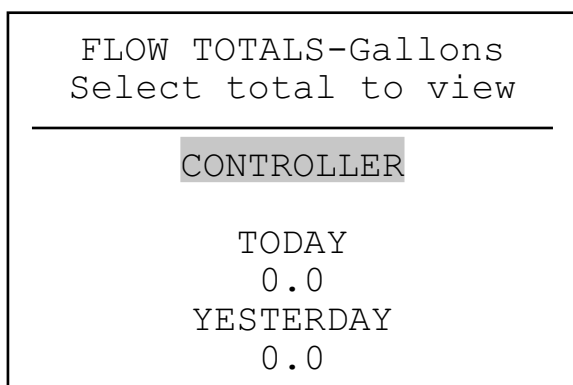 FLOW TOTALS-Gallons
Select total to view
CONTROLLER
TODAY
0.0
YESTERDAY
0.0